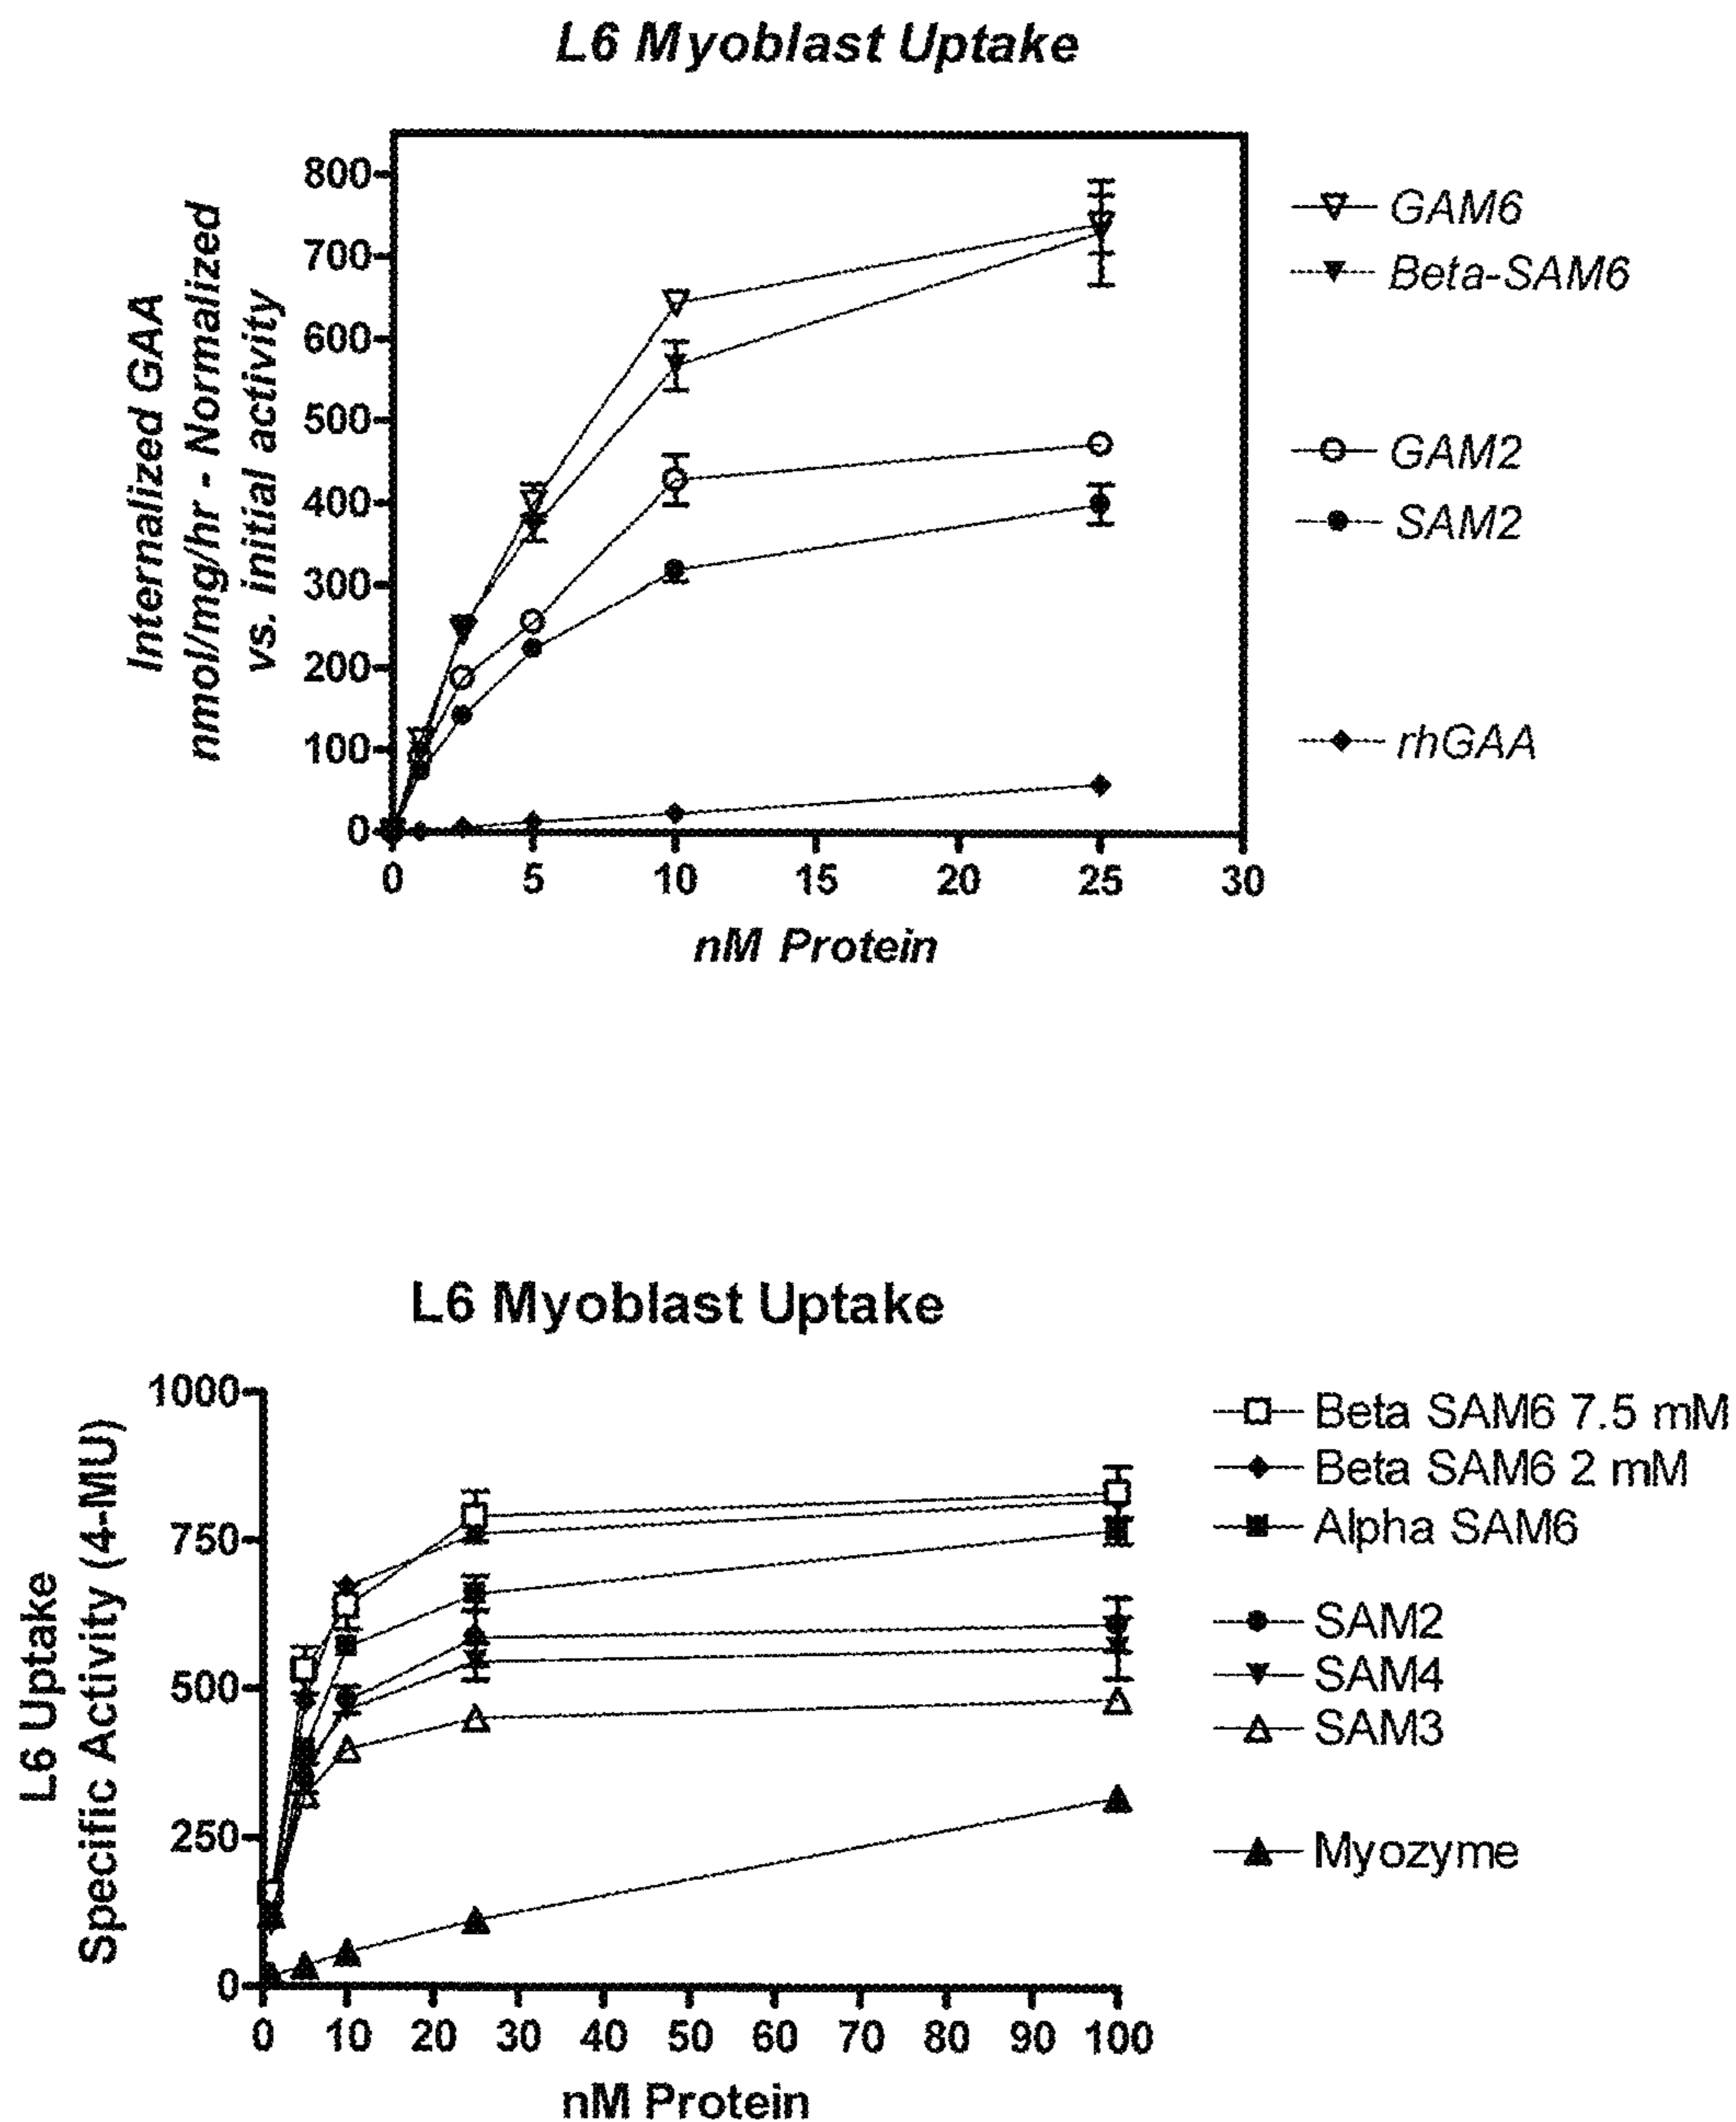 L6 Myoblast Uptake
800
700
600
500
400
300
200
100
0
Internalized GAA
nmol/mg/hr - Normalized
vs. initial activity
0 5 10 15 20 25 30
nM Protein
GAM6
Beta-SAM6
GAM2
SAM2
rhGAA
L6 Myoblast Uptake
1000
750
500
250
0
L6 Uptake
Specific Activity (4-MU)
0 10 20 30 40 50 60 70 80 90 100
nM Protein
Beta SAM6 7.5 mM
Beta SAM6 2 mM
Alpha SAM6
SAM2
SAM4
SAM3
Myozyme